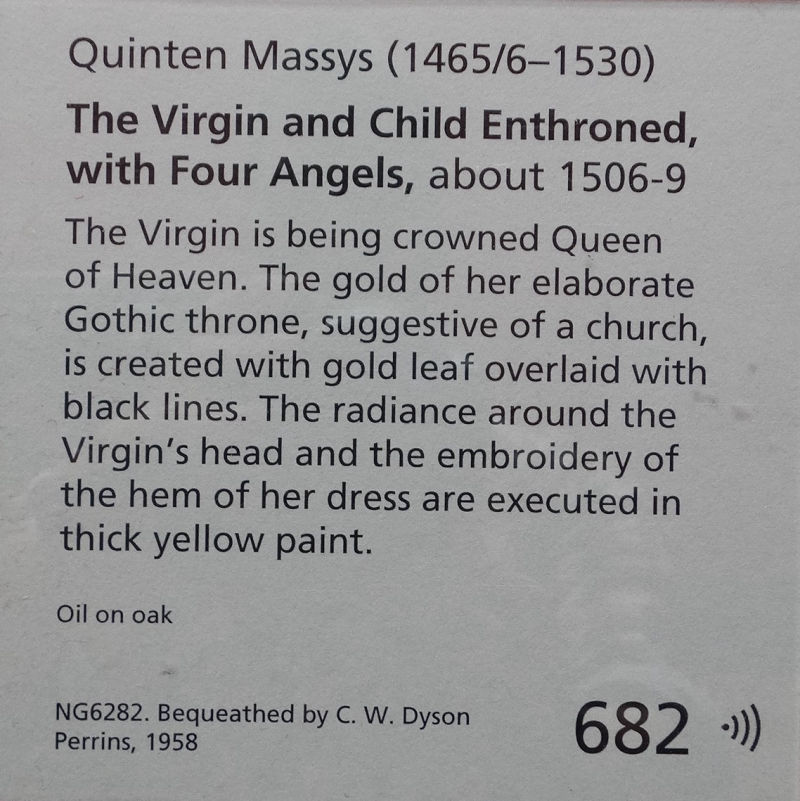 Quinten Massys (1465/6–1530)
The Virgin and Child Enthroned,
with Four Angels, about 1506-9
The Virgin is being crowned Queen
of Heaven. The gold of her elaborate
Gothic throne, suggestive of a church,
is created with gold leaf overlaid with
black lines. The radiance around the
Virgin’s head and the embroidery of
the hem of her dress are executed in
thick yellow paint.
Oil on oak
NG6282. Bequeathed by C. W. Dyson
Perrins, 1958
682